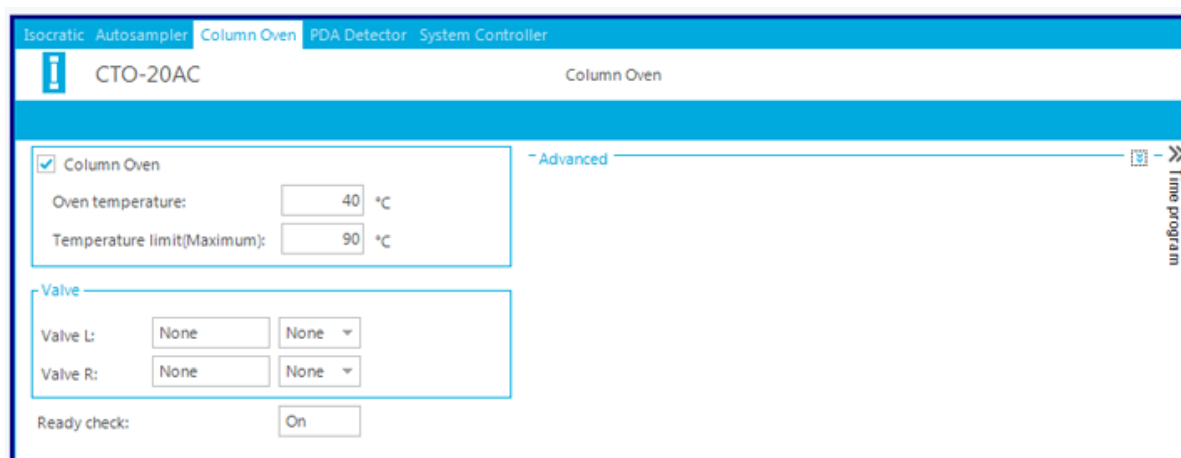 Isocratic Autosampler Column Oven PDA Detector System Controller
CTO-20AC Column Oven
Column Oven
Oven temperature: 40 °C
Temperature limit(Maximum): 90 °C
Valve
Valve L: None None
Valve R: None None
Ready check: On
Advanced
Time program